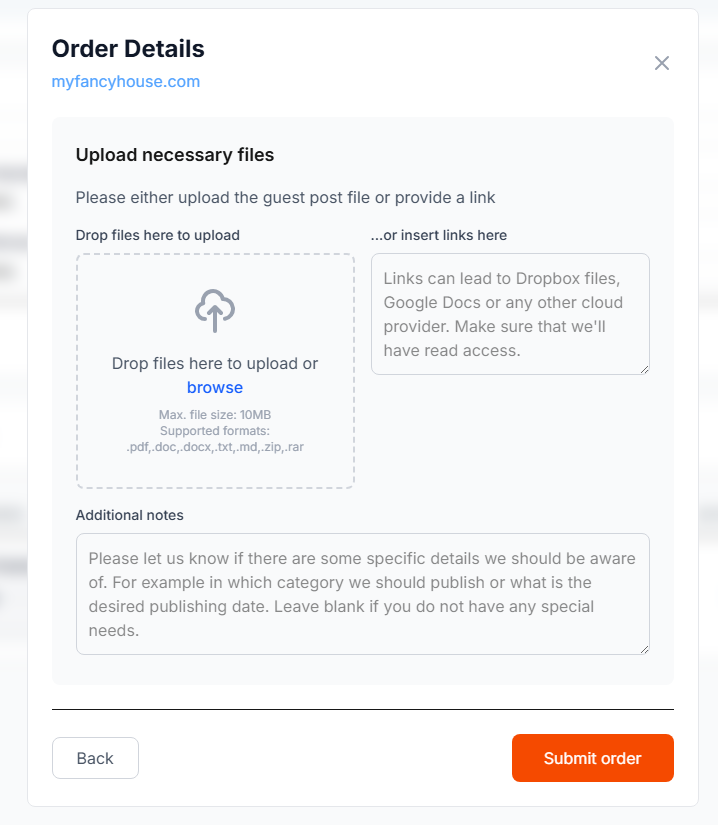 Order Details
myfancyhouse.com
Upload necessary files
Please either upload the guest post file or provide a link
Drop files here to upload
Drop files here to upload or
browse
Max. file size: 10MB
Supported formats:
.pdf,.doc,.docx,.txt,.md,.zip,.rar
...or insert links here
Links can lead to Dropbox files,
Google Docs or any other cloud
provider. Make sure that we'll
have read access.
Additional notes
Please let us know if there are some specific details we should be aware
of. For example in which category we should publish or what is the
desired publishing date. Leave blank if you do not have any special
needs.
Back
Submit order